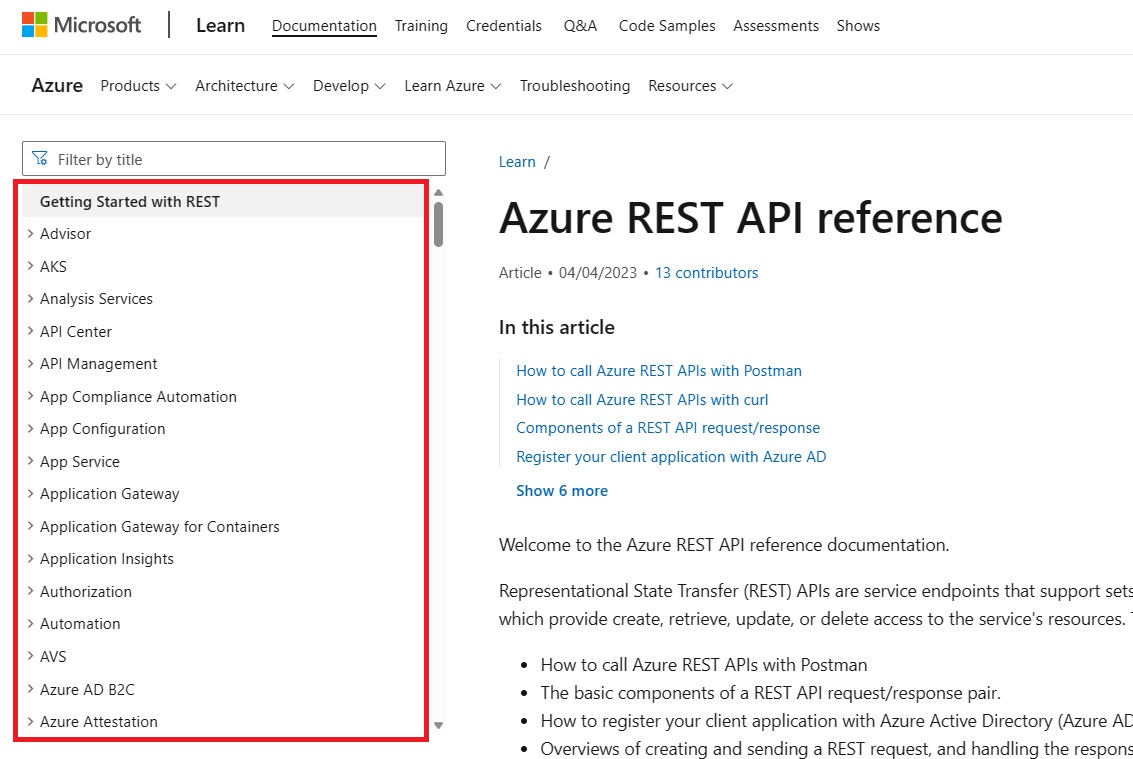 Microsoft Learn Documentation Training Credentials Q&A Code Samples Assessments Shows
Azure Products Architecture Develop Learn Azure Troubleshooting Resources
Filter by title
Getting Started with REST
Advisor
AKS
Analysis Services
API Center
API Management
App Compliance Automation
App Configuration
App Service
Application Gateway
Application Gateway for Containers
Application Insights
Authorization
Automation
AVS
Azure AD B2C
Azure Attestation
Learn /
Azure REST API reference
Article • 04/04/2023 • 13 contributors
In this article
How to call Azure REST APIs with Postman
How to call Azure REST APIs with curl
Components of a REST API request/response
Register your client application with Azure AD
Show 6 more
Welcome to the Azure REST API reference documentation.
Representational State Transfer (REST) APIs are service endpoints that support sets
which provide create, retrieve, update, or delete access to the service's resources.
• How to call Azure REST APIs with Postman
• The basic components of a REST API request/response pair.
• How to register your client application with Azure Active Directory (Azure AD
• Overviews of creating and sending a REST request, and handling the respons